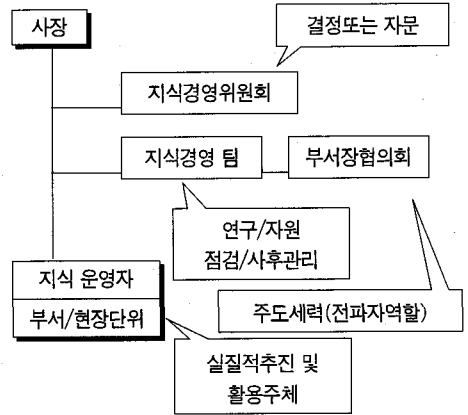 사장
결정또는 자문
지식경영위원회
지식경영 팀
부서장협의회
연구/자원
점검/사후관리
지식 운영자
부서/현장단위
주도세력(전파자역할)
실질적추진 및
활용주체